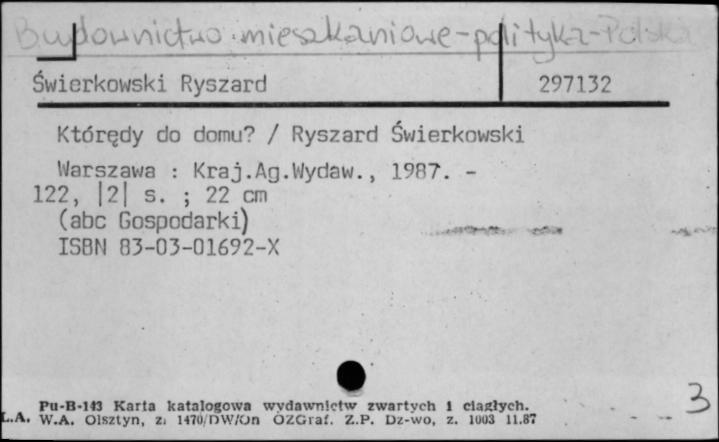 Budownictwo mieszkaniowe - polityka - Polska
Świerkowski Ryszard 297132
Którędy do domu? / Ryszard Świerkowski
Warszawa : Kraj.Ag.Wydaw., 1987. -
122, |2| s. ; 22 cm
(abc Gospodarki)
ISBN 83-03-01692-X
3
Pu-B-143 Karta katalogowa wydawnictw zwartych i ciągłych.
L.A. W.A. Olsztyn, z. 1470/DW/On OZGraf. Z.P. Dz-wo, z. 1003 11.87